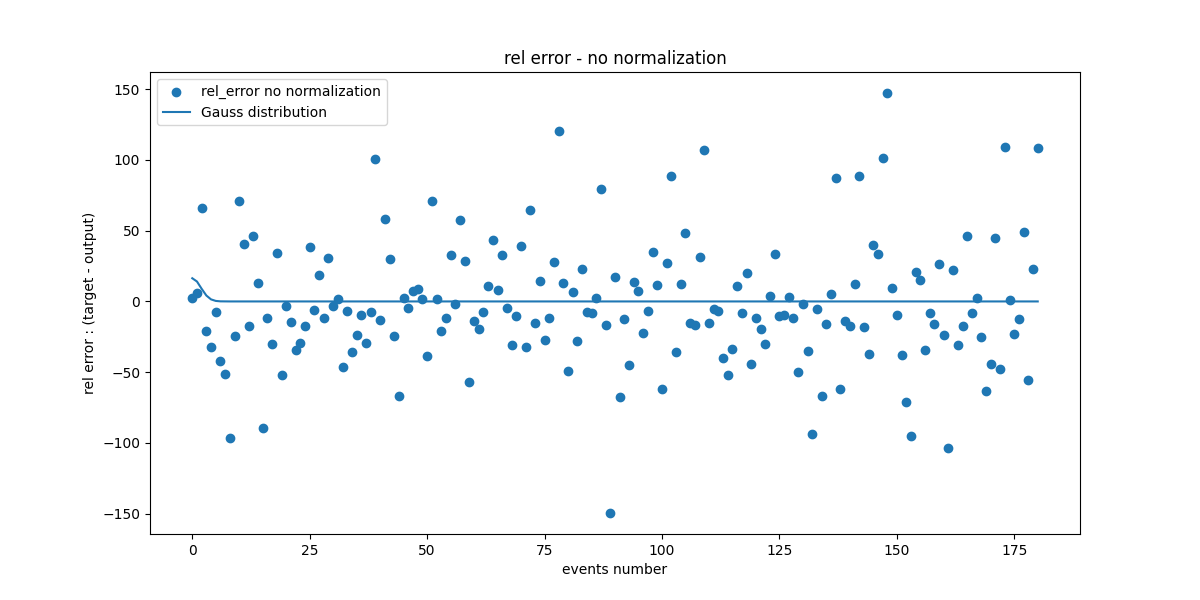 rel error - no normalization
rel_error no normalization
Gauss distribution
rel error : (target - output)
150
100
50
0
−50
−100
−150
0 25 50 75 100 125 150 175
events number